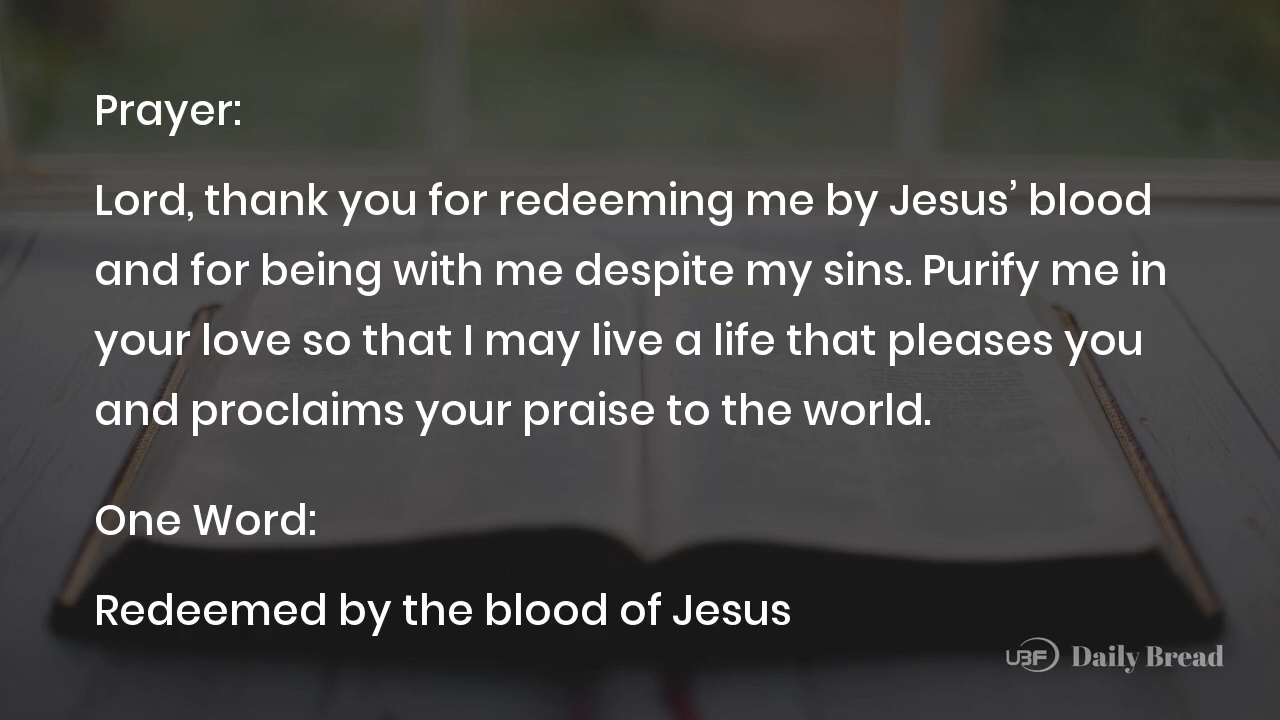 Prayer:
Lord, thank you for redeeming me by Jesus’ blood
and for being with me despite my sins. Purify me in
your love so that I may live a life that pleases you
and proclaims your praise to the world.
One Word:
Redeemed by the blood of Jesus
UBF Daily Bread